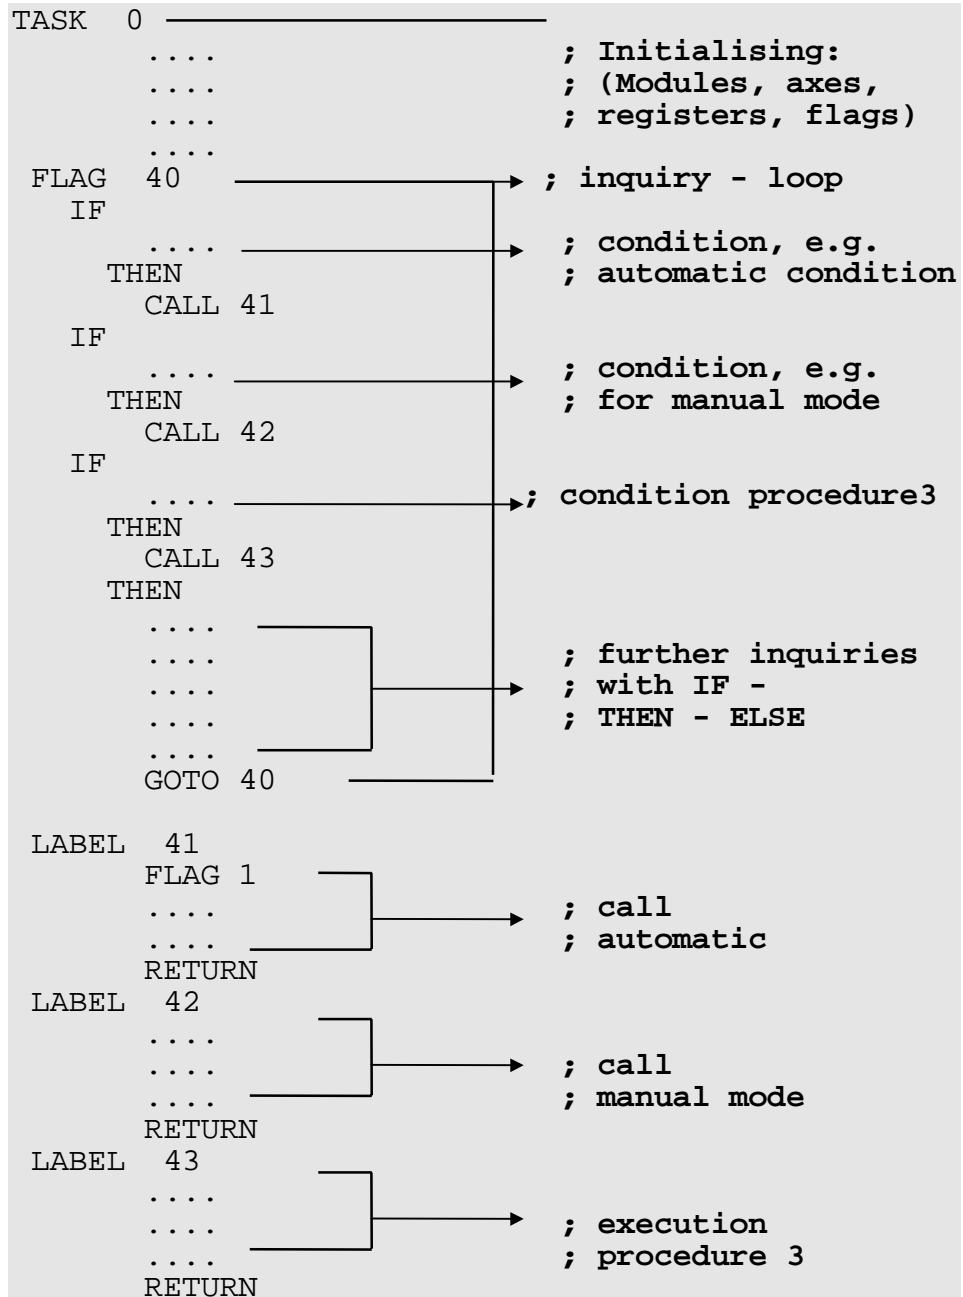 TASK 0
.... ; Initialising:
.... ; (Modules, axes,
.... ; registers, flags)
....
FLAG 40 ; inquiry - loop
IF
.... ; condition, e.g.
THEN ; automatic condition
CALL 41
IF
.... ; condition, e.g.
THEN ; for manual mode
CALL 42
IF
.... ; condition procedure3
THEN
CALL 43
THEN
....
.... ; further inquiries
.... ; with IF -
.... ; THEN - ELSE
....
GOTO 40
LABEL 41
FLAG 1
.... ; call
.... ; automatic
RETURN
LABEL 42
....
.... ; call
.... ; manual mode
RETURN
LABEL 43
....
.... ; execution
.... ; procedure 3
RETURN